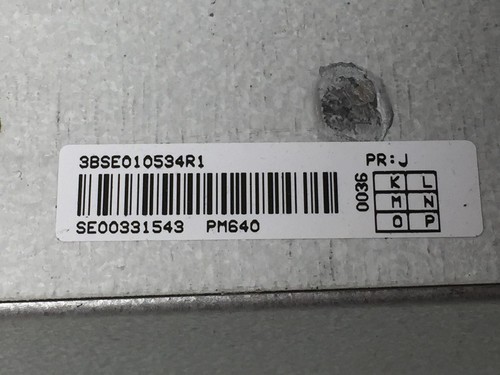 3BSE010534R1
PR:J
0036
K L
M N
O P
SE00331543 PM640